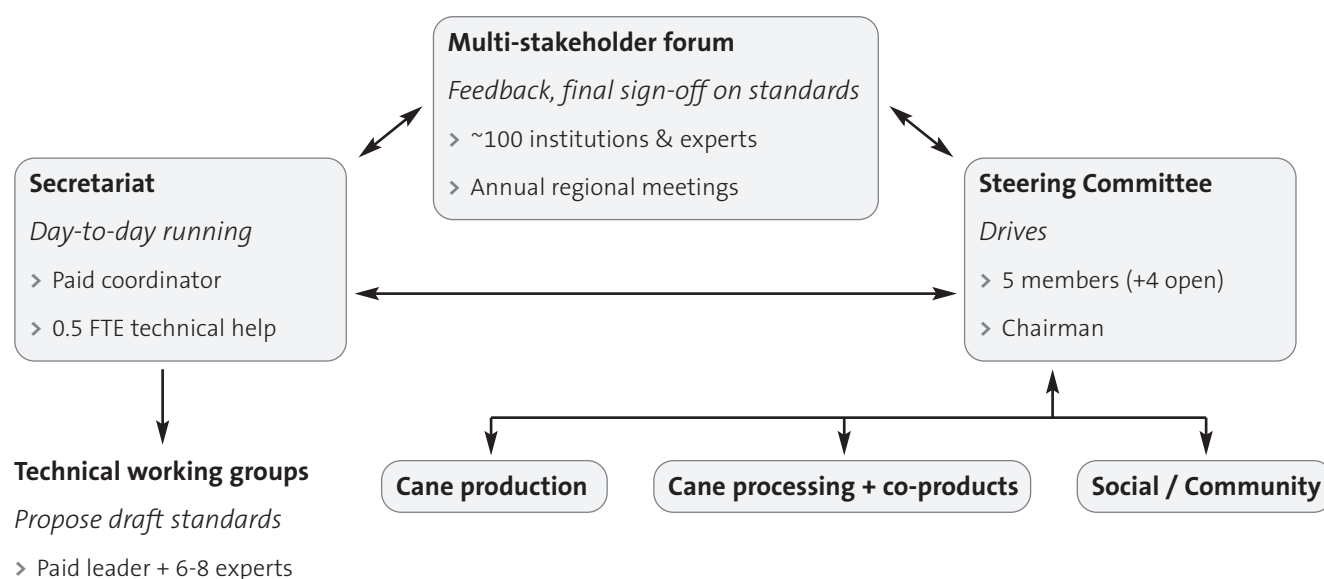 Multi-stakeholder forum
Feedback, final sign-off on standards
> ~100 institutions & experts
> Annual regional meetings
Secretariat
Day-to-day running
> Paid coordinator
> 0.5 FTE technical help
Steering Committee
Drives
> 5 members (+4 open)
> Chairman
Technical working groups
Propose draft standards
> Paid leader + 6-8 experts
Cane production
Cane processing + co-products
Social / Community